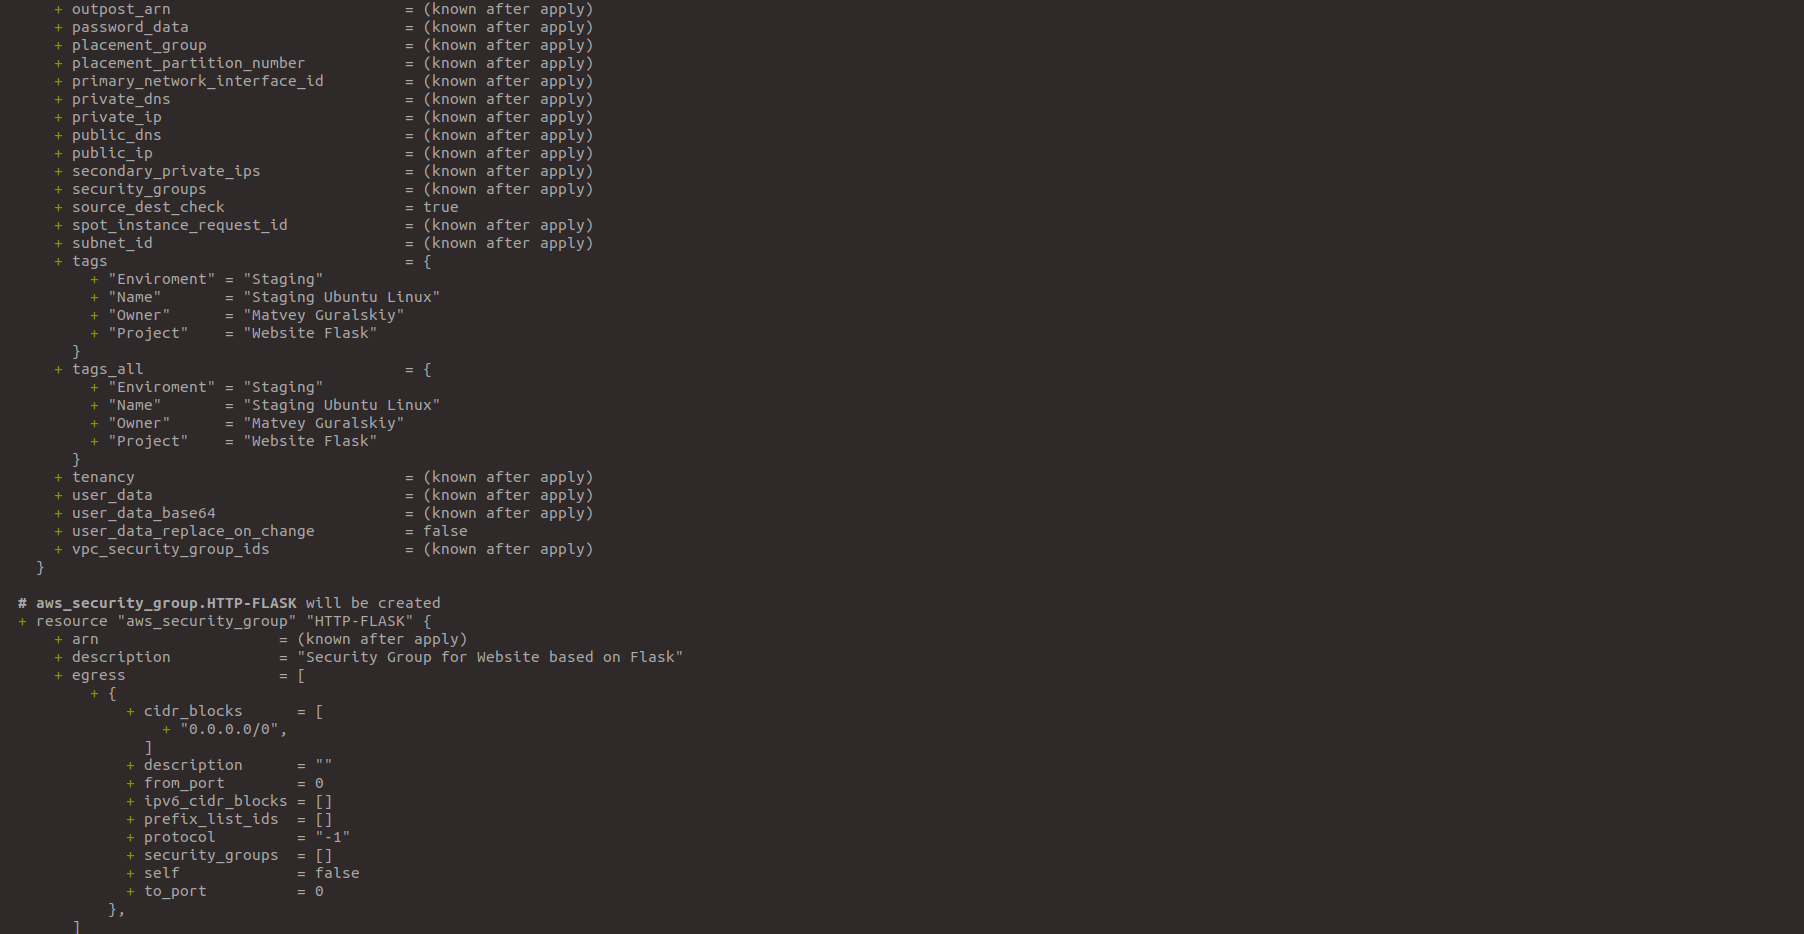 + outpost_arn                          = (known after apply)
+ password_data                        = (known after apply)
+ placement_group                      = (known after apply)
+ placement_partition_number           = (known after apply)
+ primary_network_interface_id         = (known after apply)
+ private_dns                          = (known after apply)
+ private_ip                           = (known after apply)
+ public_dns                           = (known after apply)
+ public_ip                            = (known after apply)
+ secondary_private_ips                = (known after apply)
+ security_groups                      = (known after apply)
+ source_dest_check                    = true
+ spot_instance_request_id             = (known after apply)
+ subnet_id                            = (known after apply)
+ tags                                 = {
+ "Enviroment" = "Staging"
+ "Name"       = "Staging Ubuntu Linux"
+ "Owner"      = "Matvey Guralskiy"
+ "Project"    = "Website Flask"
}
+ tags_all                             = {
+ "Enviroment" = "Staging"
+ "Name"       = "Staging Ubuntu Linux"
+ "Owner"      = "Matvey Guralskiy"
+ "Project"    = "Website Flask"
}
+ tenancy                              = (known after apply)
+ user_data                            = (known after apply)
+ user_data_base64                     = (known after apply)
+ user_data_replace_on_change          = false
+ vpc_security_group_ids               = (known after apply)
}
# aws_security_group.HTTP-FLASK will be created
+ resource "aws_security_group" "HTTP-FLASK" {
+ arn                    = (known after apply)
+ description            = "Security Group for Website based on Flask"
+ egress                 = [
+ {
+ cidr_blocks      = [
+ "0.0.0.0/0",
]
+ description      = ""
+ from_port        = 0
+ ipv6_cidr_blocks = []
+ prefix_list_ids  = []
+ protocol         = "-1"
+ security_groups  = []
+ self             = false
+ to_port          = 0
},
]